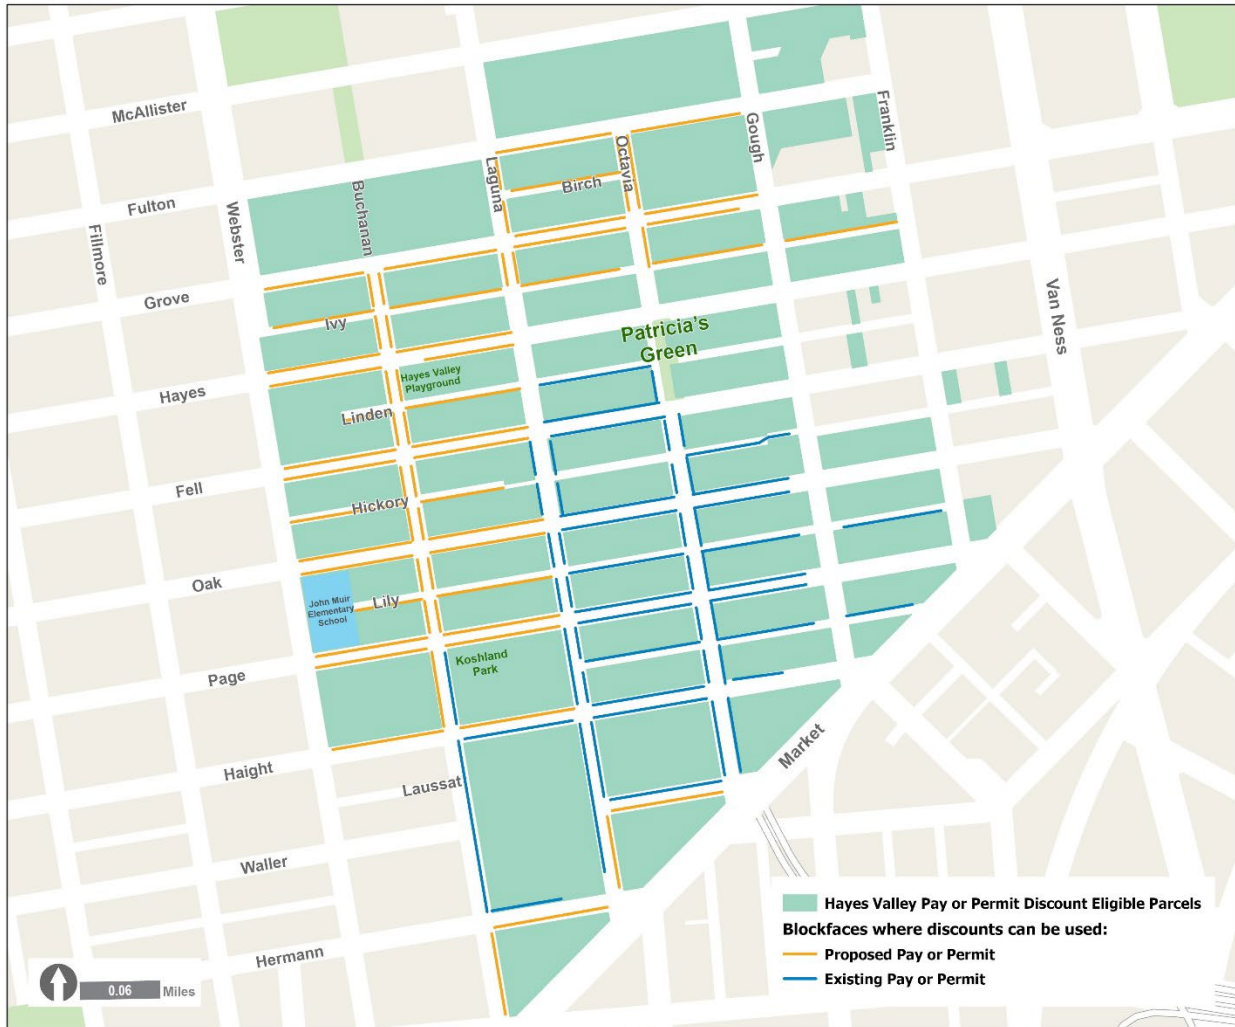 McAllister
Franklin
Gough
Octavia
Laguna
Birch
Buchanan
Fulton
Webster
Fillmore
Grove
Ivy
Van Ness
Patricia's
Green
Hayes Valley
Playground
Hayes
Linden
Fell
Hickory
Oak
John Muir
Elementary
School
Lily
Koshland
Park
Page
Market
Haight
Laussat
Waller
Hermann
Hayes Valley Pay or Permit Discount Eligible Parcels
Blockfaces where discounts can be used:
Proposed Pay or Permit
Existing Pay or Permit
0.06 Miles